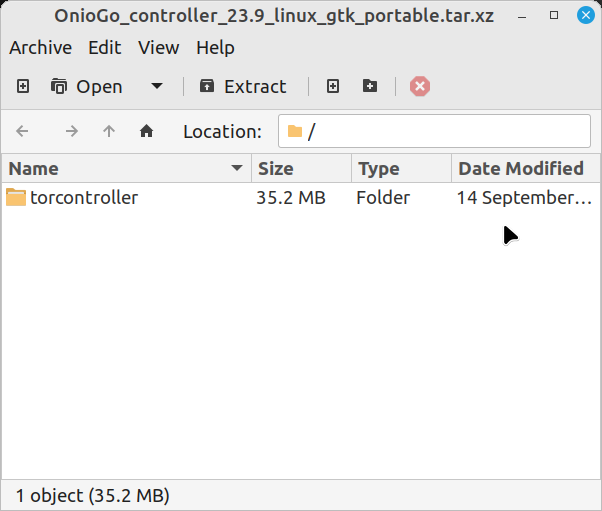 OnioGo_controller_23.9_linux_gtk_portable.tar.xz
Archive Edit View Help
Open Extract
Location: /
Name Size Type Date Modified
torcontroller 35.2 MB Folder 14 September…
1 object (35.2 MB)